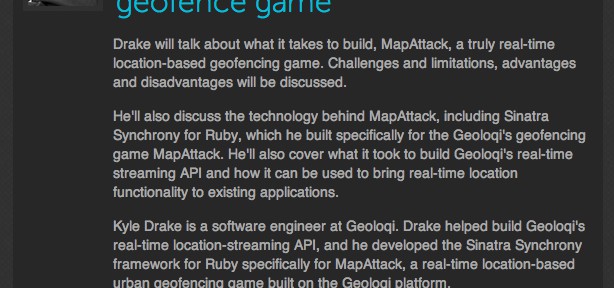 geofence game
Drake will talk about what it takes to build, MapAttack, a truly real-time
location-based geofencing game. Challenges and limitations, advantages
and disadvantages will be discussed.
He'll also discuss the technology behind MapAttack, including Sinatra
Synchrony for Ruby, which he built specifically for the Geoloqi's geofencing
game MapAttack. He'll also cover what it took to build Geoloqi's real-time
streaming API and how it can be used to bring real-time location
functionality to existing applications.
Kyle Drake is a software engineer at Geoloqi. Drake helped build Geoloqi's
real-time location-streaming API, and he developed the Sinatra Synchrony
framework for Ruby specifically for MapAttack, a real-time location-based
urban geofencing game built on the Geoloqi platform.